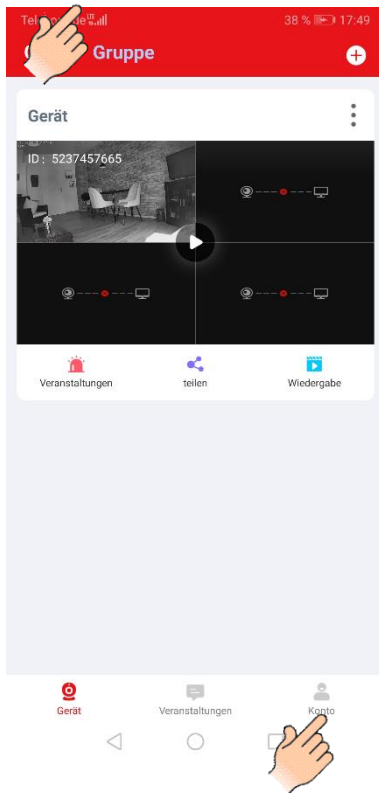 38 % 17:49
Gruppe
Gerät
ID: 5237457665
Veranstaltungen teilen Wiedergabe
Gerät Veranstaltungen Konto